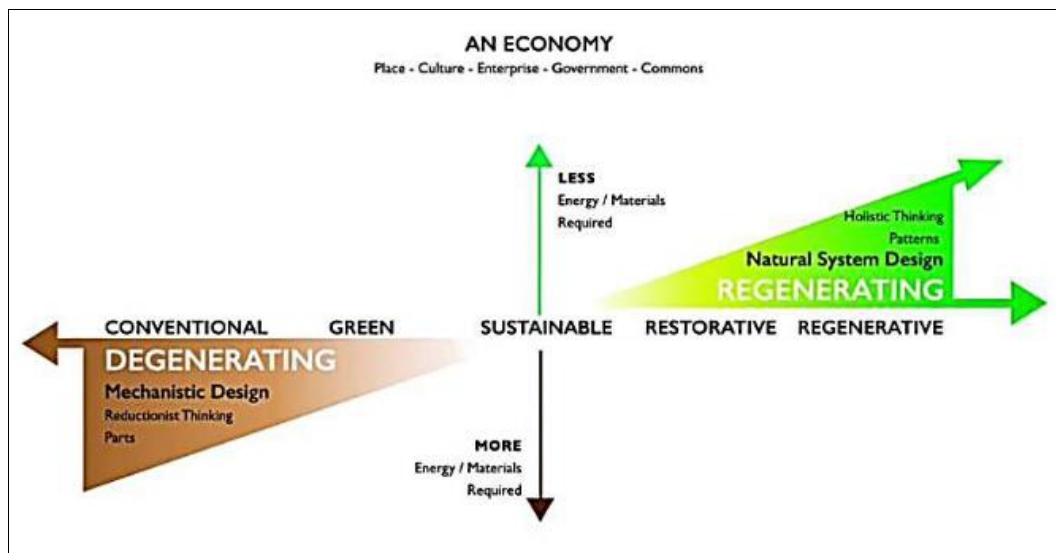 AN ECONOMY
Place - Culture - Enterprise - Government - Commons
LESS
Energy / Materials
Required
Holistic Thinking
Patterns
Natural System Design
REGENERATING
CONVENTIONAL GREEN SUSTAINABLE RESTORATIVE REGENERATIVE
DEGENERATING
Mechanistic Design
Reductionist Thinking
Parts
MORE
Energy / Materials
Required